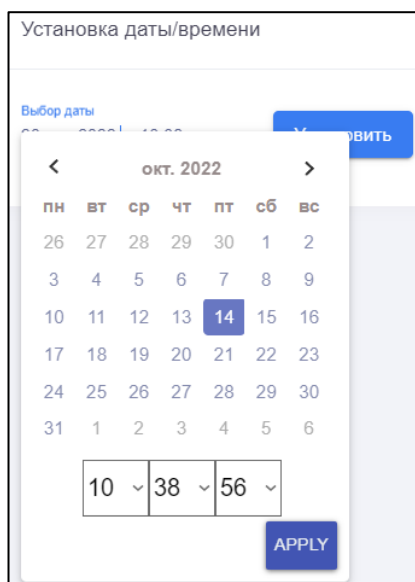 Установка даты/времени
Выбор даты
окт. 2022
пн вт ср чт пт сб вс
26 27 28 29 30 1 2
3 4 5 6 7 8 9
10 11 12 13 14 15 16
17 18 19 20 21 22 23
24 25 26 27 28 29 30
31 1 2 3 4 5 6
10 38 56
APPLY